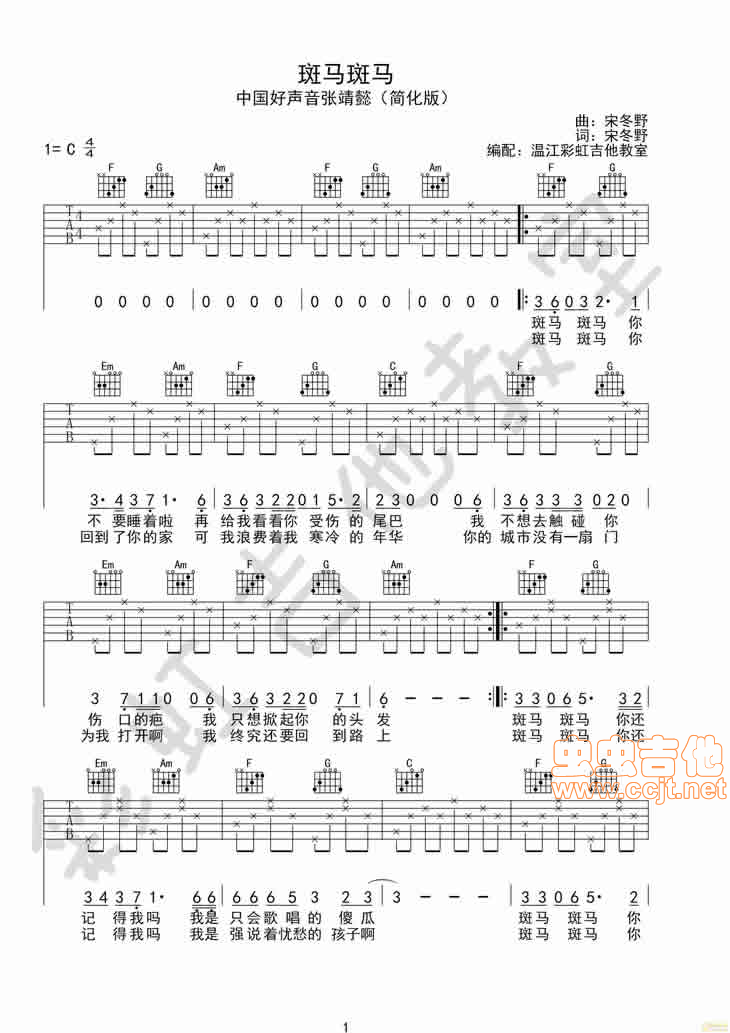 斑马斑马
中国好声音张靖懿（简化版）
曲：宋冬野
词：宋冬野
编配：温江彩虹吉他教室
1= C 4/4
F G Am F G Am F G
T A B 4 4
0 0 0 0 0 0 0 0 0 0 0 0 0 0 0 0 3 6 0 3 2· 1
斑马 斑马 你
斑马 斑马 你
Em Am F G C F G
T A B
3· 4 3 7 1· 6 3 6 3 2 2 0 1 5· 2 2 3 0 0 0 6 3 6 3 3 3 0 2 0
不 要睡着啦 再 给我看看你 受伤的 尾巴 我 不想去触碰 你
回到了你的家 可 我浪费着我 寒冷的 年华 你的 城市没有一扇 门
Em Am F G Am F G
T A B
3 7 1 1 0 0 6 3 6 3 2 2 0 0 7 1 6 - - - 3 3 0 6 5· 3 2
伤 口的疤 我 只想掀起你 的头 发 斑马 斑马 你还
为我 打开啊 我 终究还要回 到路 上 斑马 斑马 你还
Em Am F G C F G
T A B
3 4 3 7 1· 6 6 6 6 6 5 3 2 3 3 - - 3 3 0 6 5· 2
记 得我吗 我是 只会歌 唱的 傻瓜 斑马 斑马 你
记 得我吗 我是 强说着忧愁的 孩子啊 斑马 斑马 你
彩虹吉他教室
虫虫吉他
www.ccjt.net
1